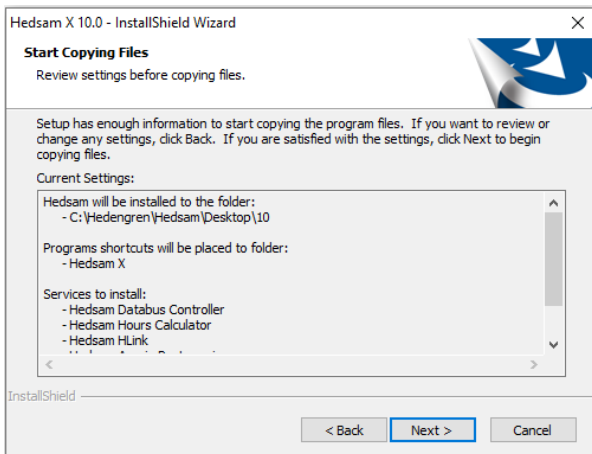 Hedsam X 10.0 - InstallShield Wizard
Start Copying Files
Review settings before copying files.
Setup has enough information to start copying the program files. If you want to review or
change any settings, click Back. If you are satisfied with the settings, click Next to begin
copying files.
Current Settings:
Hedsam will be installed to the folder:
- C:\Hedengren\Hedsam\Desktop\10
Programs shortcuts will be placed to folder:
- Hedsam X
Services to install:
- Hedsam Databus Controller
- Hedsam Hours Calculator
- Hedsam HLink
InstallShield
< Back
Next >
Cancel